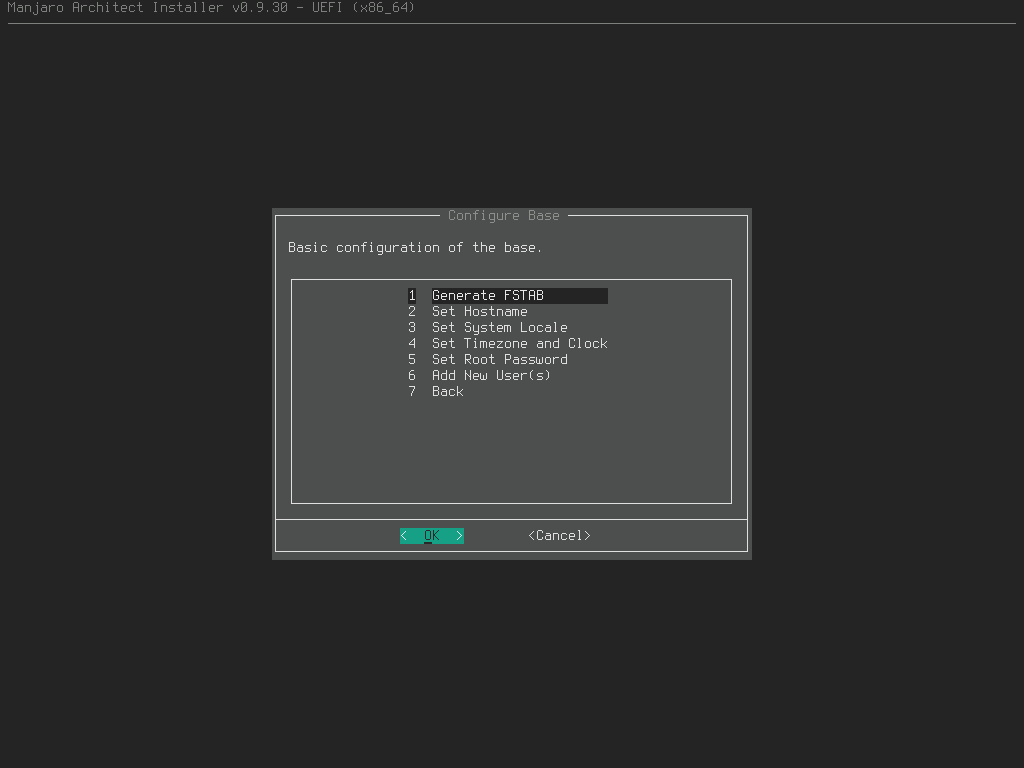 Manjaro Architect Installer v0.9.30 - UEFI (x86_64)
Configure Base
Basic configuration of the base.
1 Generate FSTAB
2 Set Hostname
3 Set System Locale
4 Set Timezone and Clock
5 Set Root Password
6 Add New User(s)
7 Back
< OK > <Cancel>